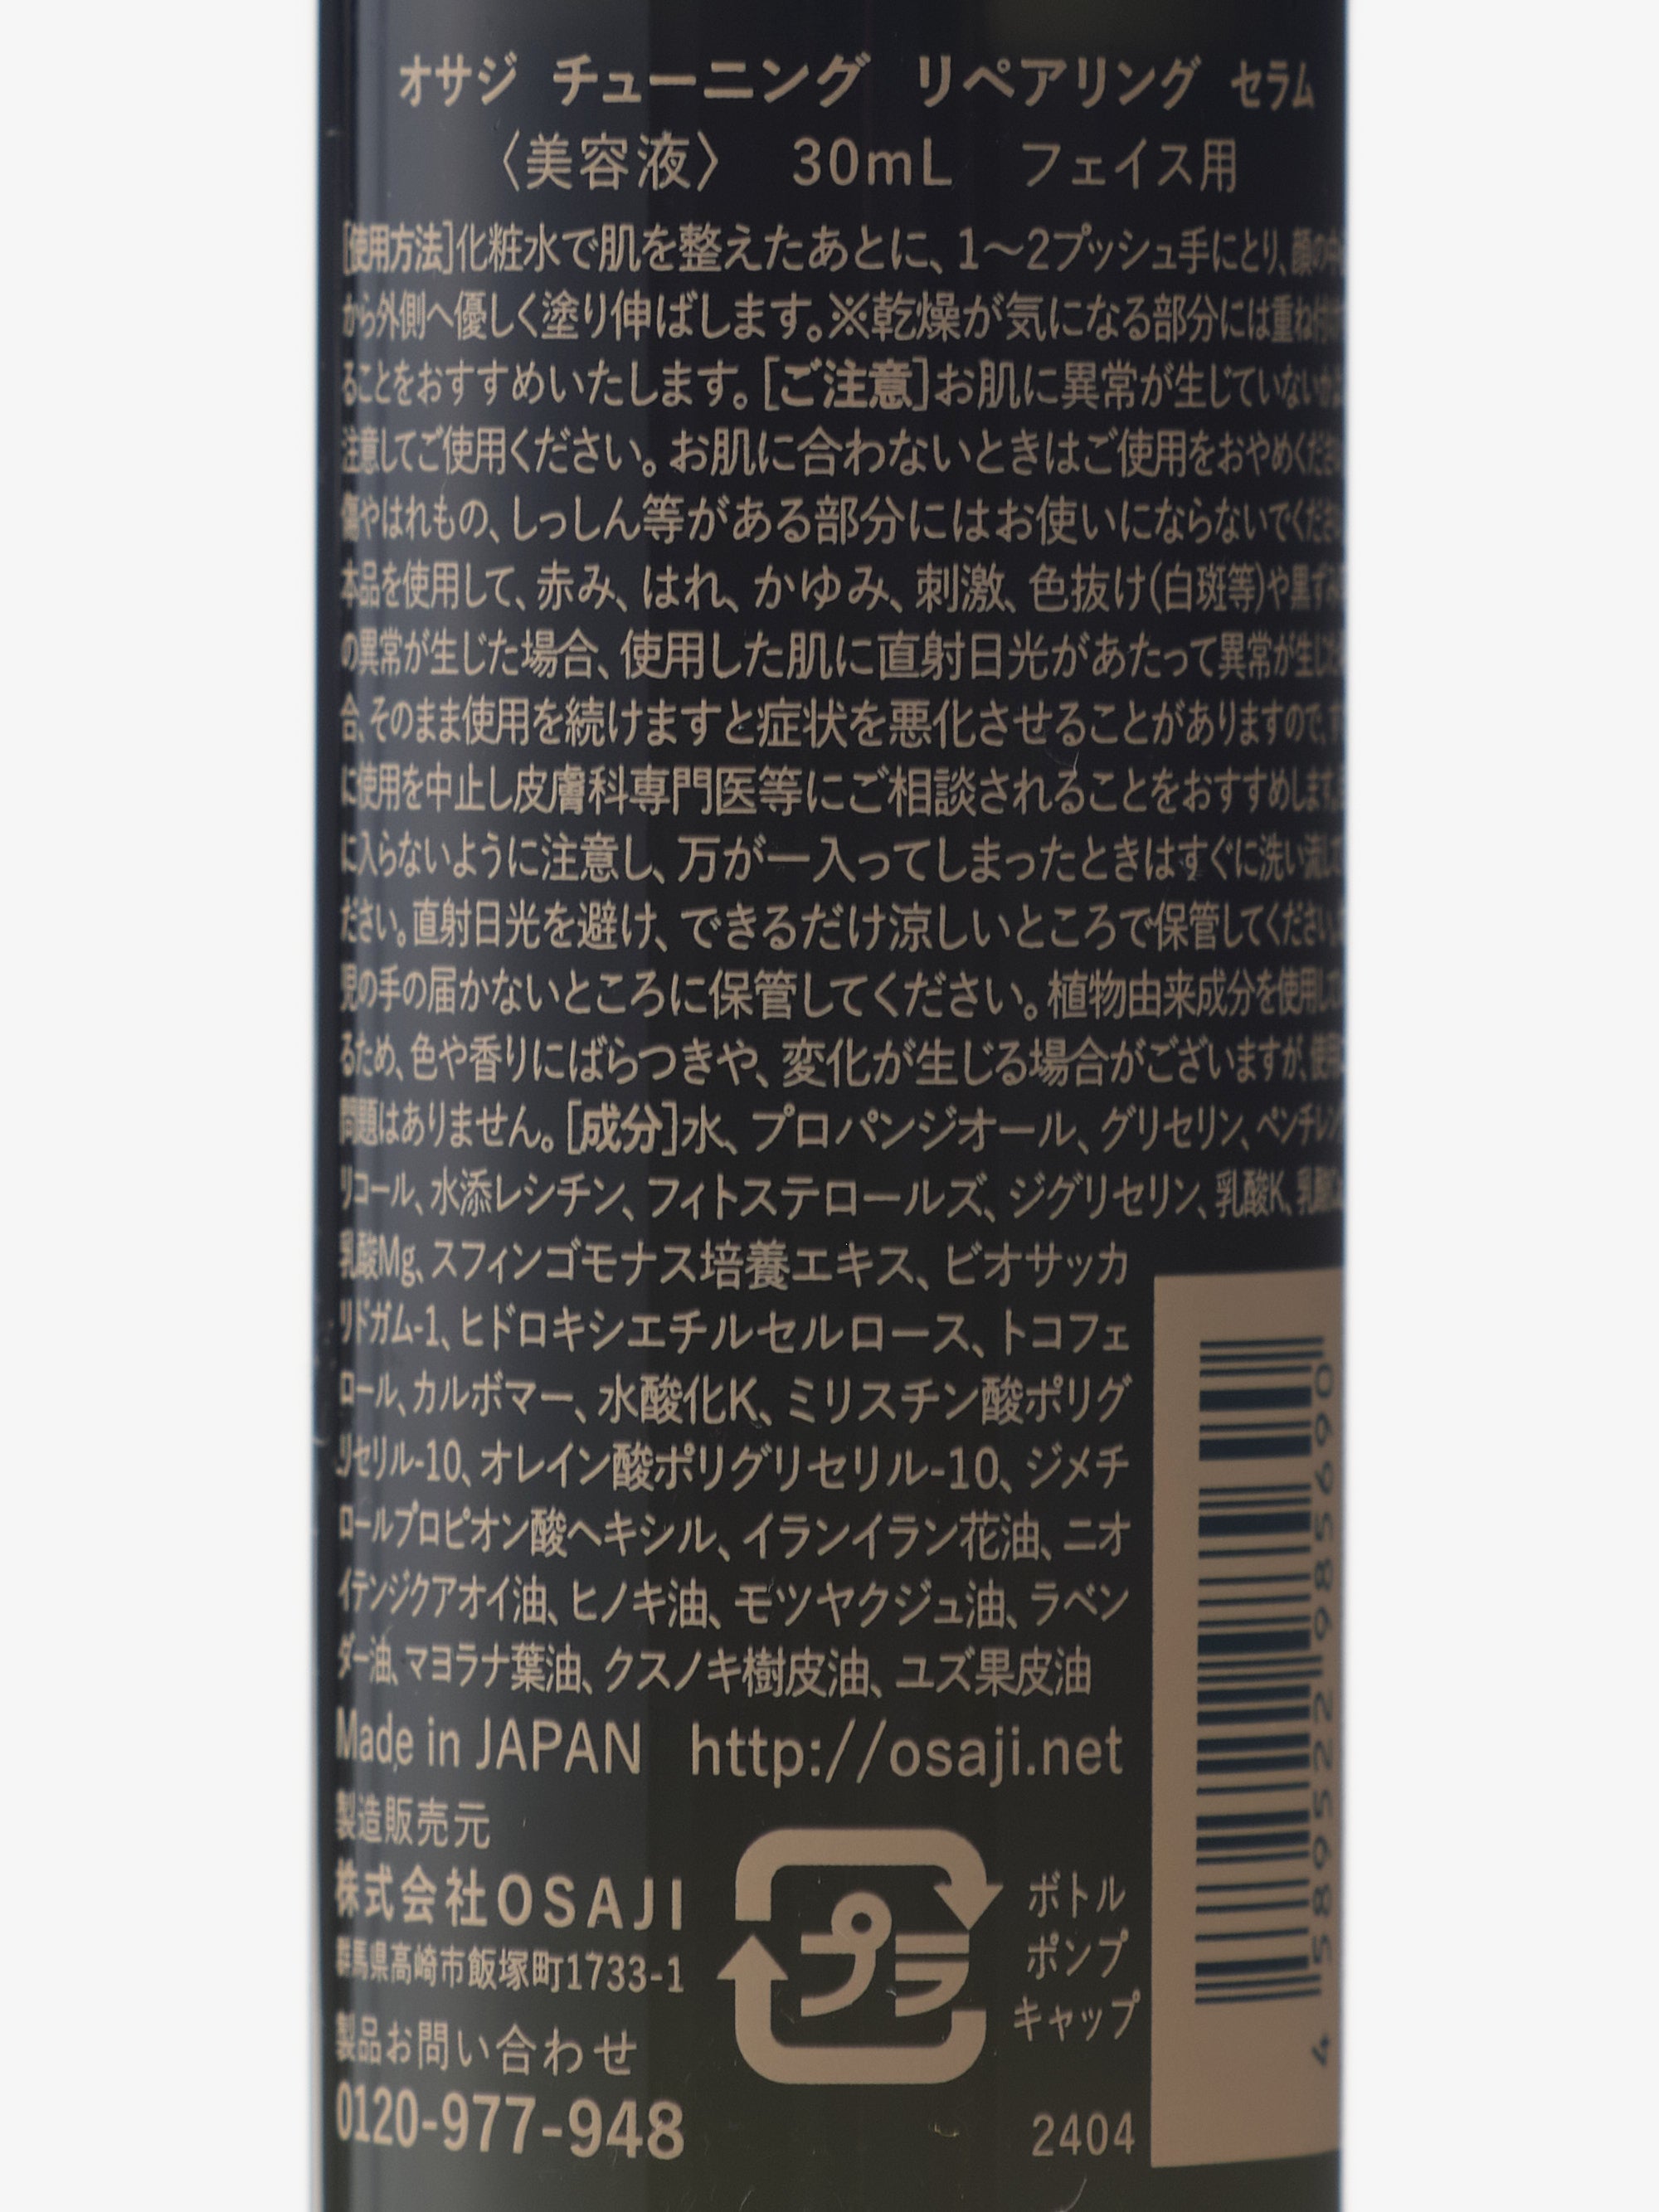 オサジ チューニング リペアリング セラム
〈美容液〉 30mL フェイス用
[使用方法]化粧水で肌を整えたあとに、1〜2プッシュ手にとり、顔の中
から外側へ優しく塗り伸ばします。※乾燥が気になる部分には重ね付け
ることをおすすめいたします。[ご注意]お肌に異常が生じていないか
注意してご使用ください。お肌に合わないときはご使用をおやめくださ
傷やはれもの、しっしん等がある部分にはお使いにならないでくださ
本品を使用して、赤み、はれ、かゆみ、刺激、色抜け(白斑等)や黒ずみ
の異常が生じた場合、使用した肌に直射日光があたって異常が生じた
合、そのまま使用を続けますと症状を悪化させることがありますので、す
に使用を中止し皮膚科専門医等にご相談されることをおすすめします。
に入らないように注意し、万が一入ってしまったときはすぐに洗い流して
ださい。直射日光を避け、できるだけ涼しいところで保管してください。
児の手の届かないところに保管してください。植物由来成分を使用して
るため、色や香りにばらつきや、変化が生じる場合がございますが、使用
問題はありません。[成分]水、プロパンジオール、グリセリン、ペンチレング
リコール、水添レシチン、フィトステロールズ、ジグリセリン、乳酸K、乳酸
乳酸Mg、スフィンゴモナス培養エキス、ビオサッカ
リドガム-1、ヒドロキシエチルセルロース、トコフェ
ロール、カルボマー、水酸化K、ミリスチン酸ポリグ
リセリル-10、オレイン酸ポリグリセリル-10、ジメチ
ロールプロピオン酸ヘキシル、イランイラン花油、ニオ
イテンジクアオイ油、ヒノキ油、モツヤクジュ油、ラベン
ダー油、マヨラナ葉油、クスノキ樹皮油、ユズ果皮油
Made in JAPAN http://osaji.net
製造販売元
株式会社OSAJI
群馬県高崎市飯塚町1733-1
製品お問い合わせ
0120-977-948
プラ
ボトル
ポンプ
キャップ
2404
4 589522 985690